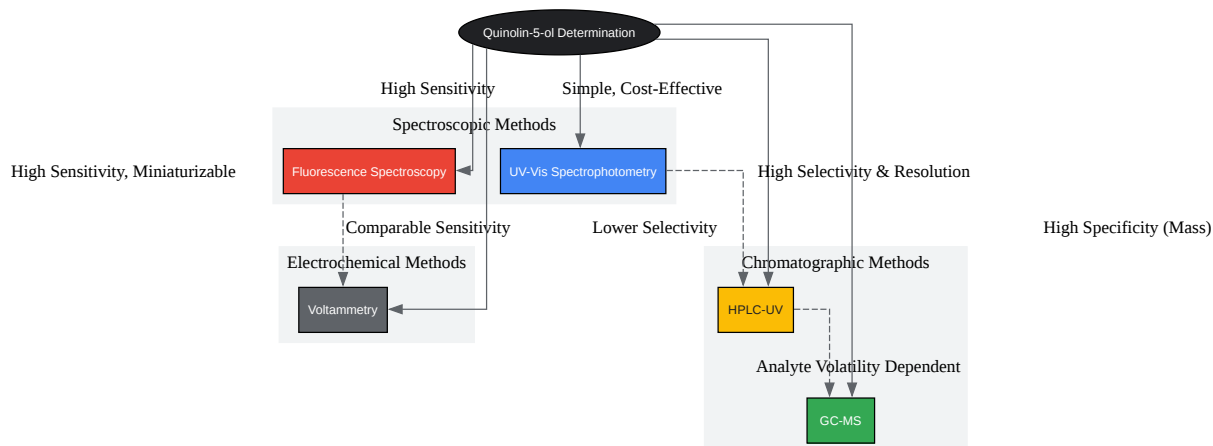 Quinolin-5-ol Determination
High Sensitivity
Simple, Cost-Effective
Spectroscopic Methods
High Sensitivity, Miniaturizable
Fluorescence Spectroscopy
UV-Vis Spectrophotometry
High Selectivity & Resolution
Comparable Sensitivity
Lower Selectivity
High Specificity (Mass)
Electrochemical Methods
Chromatographic Methods
Voltammetry
HPLC-UV
Analyte Volatility Dependent
GC-MS